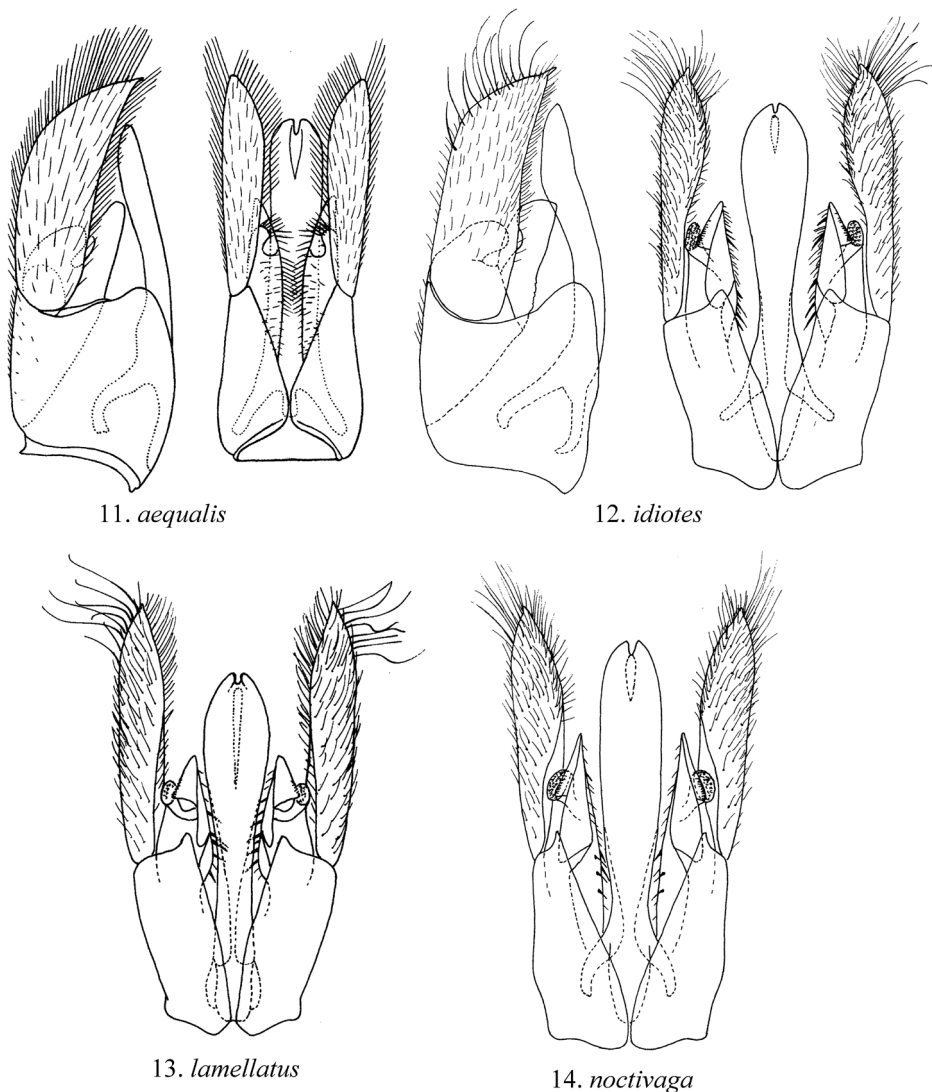 11. aequalis
12. idiotes
13. lamellatus
14. noctivaga